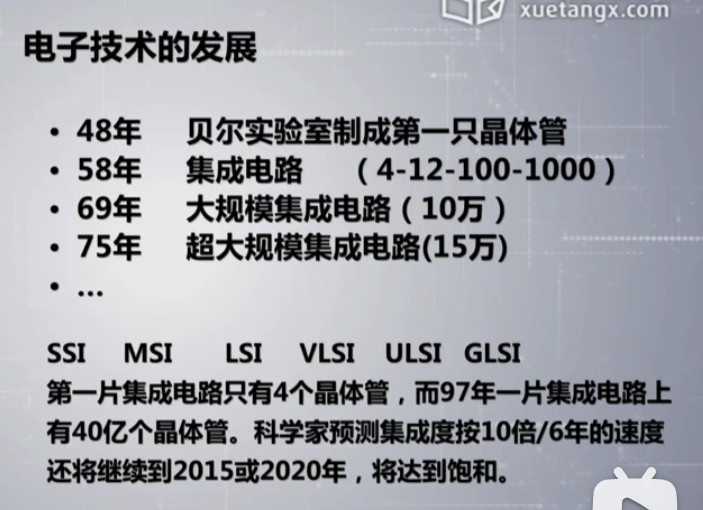 xuetangx.com
电子技术的发展
• 48年 贝尔实验室制成第一只晶体管
• 58年 集成电路 （4-12-100-1000）
• 69年 大规模集成电路（10万）
• 75年 超大规模集成电路(15万)
• ...
SSI MSI LSI VLSI ULSI GLSI
第一片集成电路只有4个晶体管，而97年一片集成电路上
有40亿个晶体管。科学家预测集成度按10倍/6年的速度
还将继续到2015或2020年，将达到饱和。